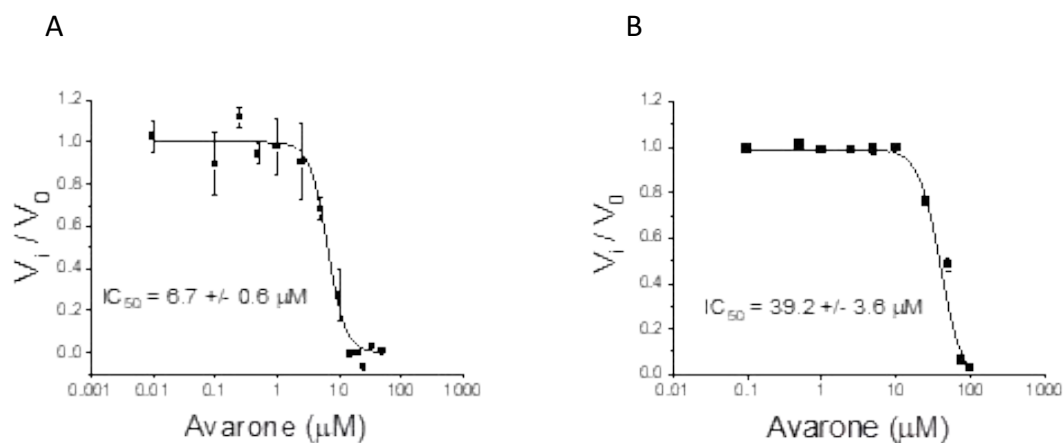 A
B
1.2
1.0
0.8
0.6
0.4
0.2
0.0
V_i / V_0
IC_50 = 6.7 +/- 0.6 μM
0.001 0.01 0.1 1 10 100
Avarone (μM)
1.2
1.0
0.8
0.6
0.4
0.2
0.0
V_i / V_0
IC_50 = 39.2 +/- 3.6 μM
0.01 0.1 1 10 100 1000
Avarone (μM)